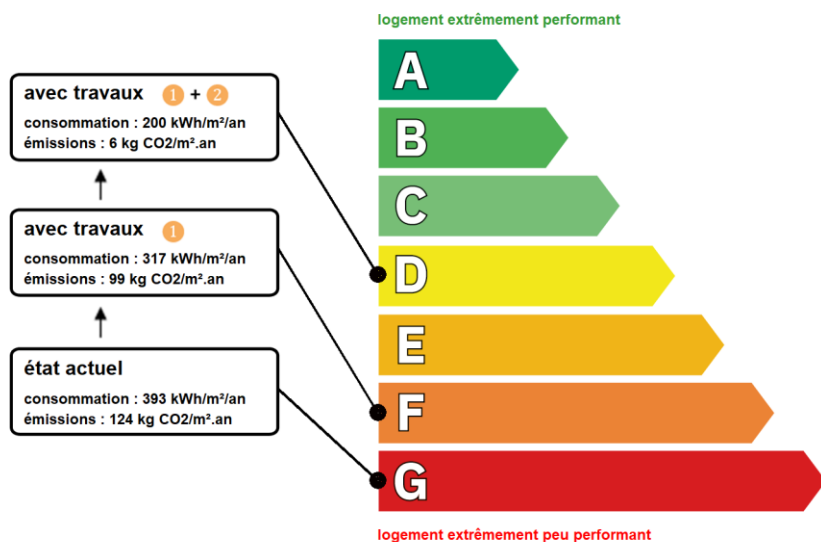 logement extrêmement performant
A
avec travaux 1 + 2
consommation : 200 kWh/m²/an
émissions : 6 kg CO2/m².an
B
C
avec travaux 1
consommation : 317 kWh/m²/an
émissions : 99 kg CO2/m².an
D
E
état actuel
consommation : 393 kWh/m²/an
émissions : 124 kg CO2/m².an
F
G
logement extrêmement peu performant